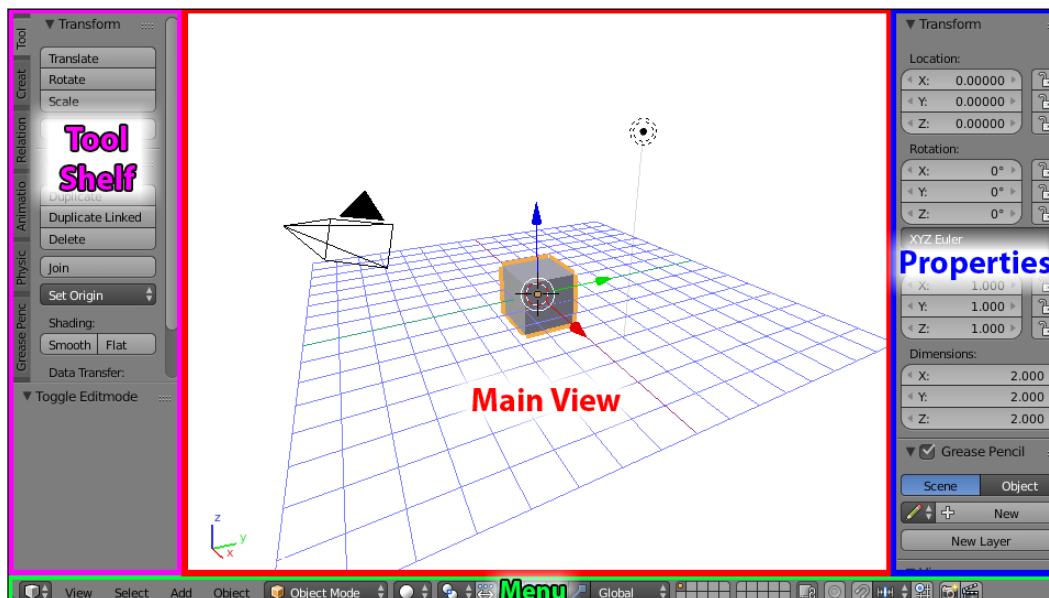 Tool
Creat
Relation
Animatio
Physic
Grease Penc
Transform
Translate
Rotate
Scale
Tool
Shelf
Duplicate
Duplicate Linked
Delete
Join
Set Origin
Shading:
Smooth Flat
Data Transfer:
Toggle Editmode
Main View
z
y
x
Transform
Location:
X: 0.00000
Y: 0.00000
Z: 0.00000
Rotation:
X: 0°
Y: 0°
Z: 0°
XYZ Euler
Properties
X: 1.000
Y: 1.000
Z: 1.000
Dimensions:
X: 2.000
Y: 2.000
Z: 2.000
Grease Pencil
Scene Object
New
New Layer
View Select Add Object Object Mode Menu Global